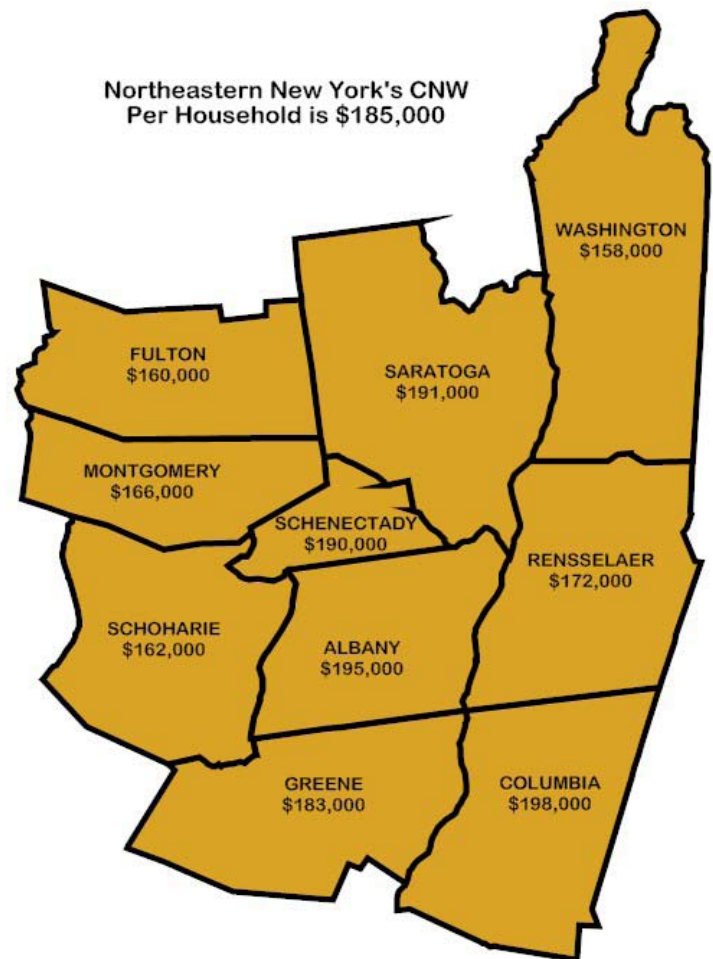 Northeastern New York's CNW
Per Household is $185,000
WASHINGTON
$158,000
FULTON
$160,000
SARATOGA
$191,000
MONTGOMERY
$166,000
SCHENECTADY
$190,000
RENSSELAER
$172,000
SCHOHARIE
$162,000
ALBANY
$195,000
GREENE
$183,000
COLUMBIA
$198,000